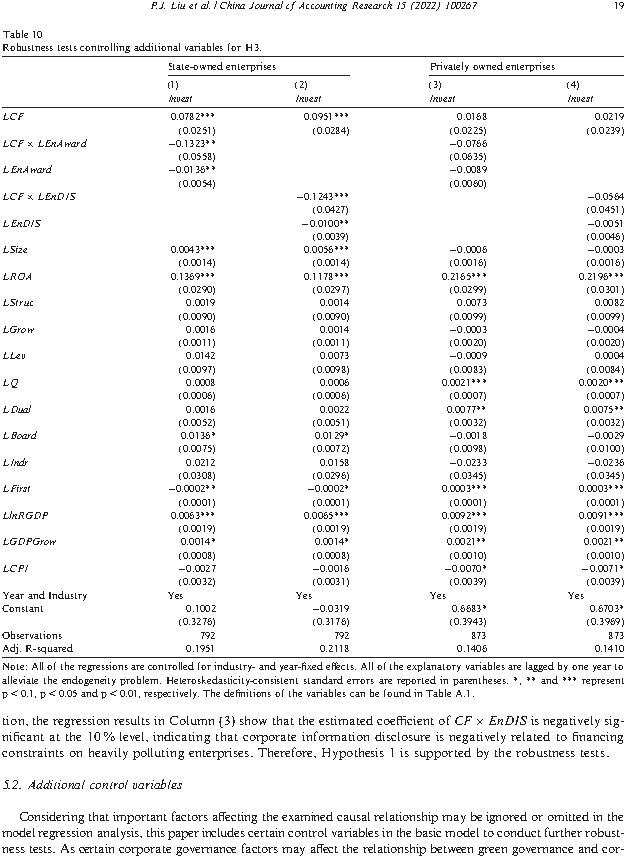 P.J. Liu et al. / China Journal of Accounting Research 15 (2022) 100267 19
Table 10
Robustness tests controlling additional variables for H3.
State-owned enterprises Privately owned enterprises
(1) (2) (3) (4)
Invest Invest Invest Invest
LCF 0.0782*** 0.0951*** 0.0168 0.0219
(0.0251) (0.0284) (0.0225) (0.0239)
LCF × LEnAward −0.1323** −0.0766
(0.0558) (0.0635)
LEnAward −0.0136** −0.0089
(0.0054) (0.0060)
LCF × LEnDIS −0.1243*** −0.0564
(0.0427) (0.0451)
LEnDIS −0.0100** −0.0051
(0.0039) (0.0046)
LSize 0.0043*** 0.0056*** −0.0006 −0.0003
(0.0014) (0.0014) (0.0016) (0.0016)
LROA 0.1369*** 0.1178*** 0.2165*** 0.2196***
(0.0290) (0.0297) (0.0299) (0.0301)
LStruc 0.0019 0.0014 0.0073 0.0082
(0.0090) (0.0090) (0.0099) (0.0099)
LGrow 0.0016 0.0014 −0.0003 −0.0004
(0.0011) (0.0011) (0.0020) (0.0020)
LLev 0.0142 0.0073 −0.0009 0.0004
(0.0097) (0.0098) (0.0083) (0.0084)
LQ 0.0008 0.0006 0.0021*** 0.0020***
(0.0006) (0.0006) (0.0007) (0.0007)
LDual 0.0016 0.0022 0.0077** 0.0075**
(0.0052) (0.0051) (0.0032) (0.0032)
LBoard 0.0136* 0.0129* −0.0018 −0.0029
(0.0075) (0.0072) (0.0098) (0.0100)
LIndr 0.0212 0.0158 −0.0233 −0.0236
(0.0308) (0.0296) (0.0345) (0.0345)
LFirst −0.0002** −0.0002* 0.0003*** 0.0003***
(0.0001) (0.0001) (0.0001) (0.0001)
LlnRGDP 0.0063*** 0.0065*** 0.0092*** 0.0091***
(0.0019) (0.0019) (0.0019) (0.0019)
LGDPGrow 0.0014* 0.0014* 0.0021** 0.0021**
(0.0008) (0.0008) (0.0010) (0.0010)
LCPI −0.0027 −0.0016 −0.0070* −0.0071*
(0.0032) (0.0031) (0.0039) (0.0039)
Year and Industry Yes Yes Yes Yes
Constant 0.1002 −0.0319 0.6683* 0.6703*
(0.3276) (0.3176) (0.3943) (0.3969)
Observations 792 792 873 873
Adj. R-squared 0.1951 0.2118 0.1406 0.1410
Note: All of the regressions are controlled for industry- and year-fixed effects. All of the explanatory variables are lagged by one year to
alleviate the endogeneity problem. Heteroskedasticity-consistent standard errors are reported in parentheses. *, ** and *** represent
p < 0.1, p < 0.05 and p < 0.01, respectively. The definitions of the variables can be found in Table A.1.
tion, the regression results in Column (3) show that the estimated coefficient of CF × EnDIS is negatively sig-
nificant at the 10 % level, indicating that corporate information disclosure is negatively related to financing
constraints on heavily polluting enterprises. Therefore, Hypothesis 1 is supported by the robustness tests.
5.2. Additional control variables
Considering that important factors affecting the examined causal relationship may be ignored or omitted in the
model regression analysis, this paper includes certain control variables in the basic model to conduct further robust-
ness tests. As certain corporate governance factors may affect the relationship between green governance and cor-